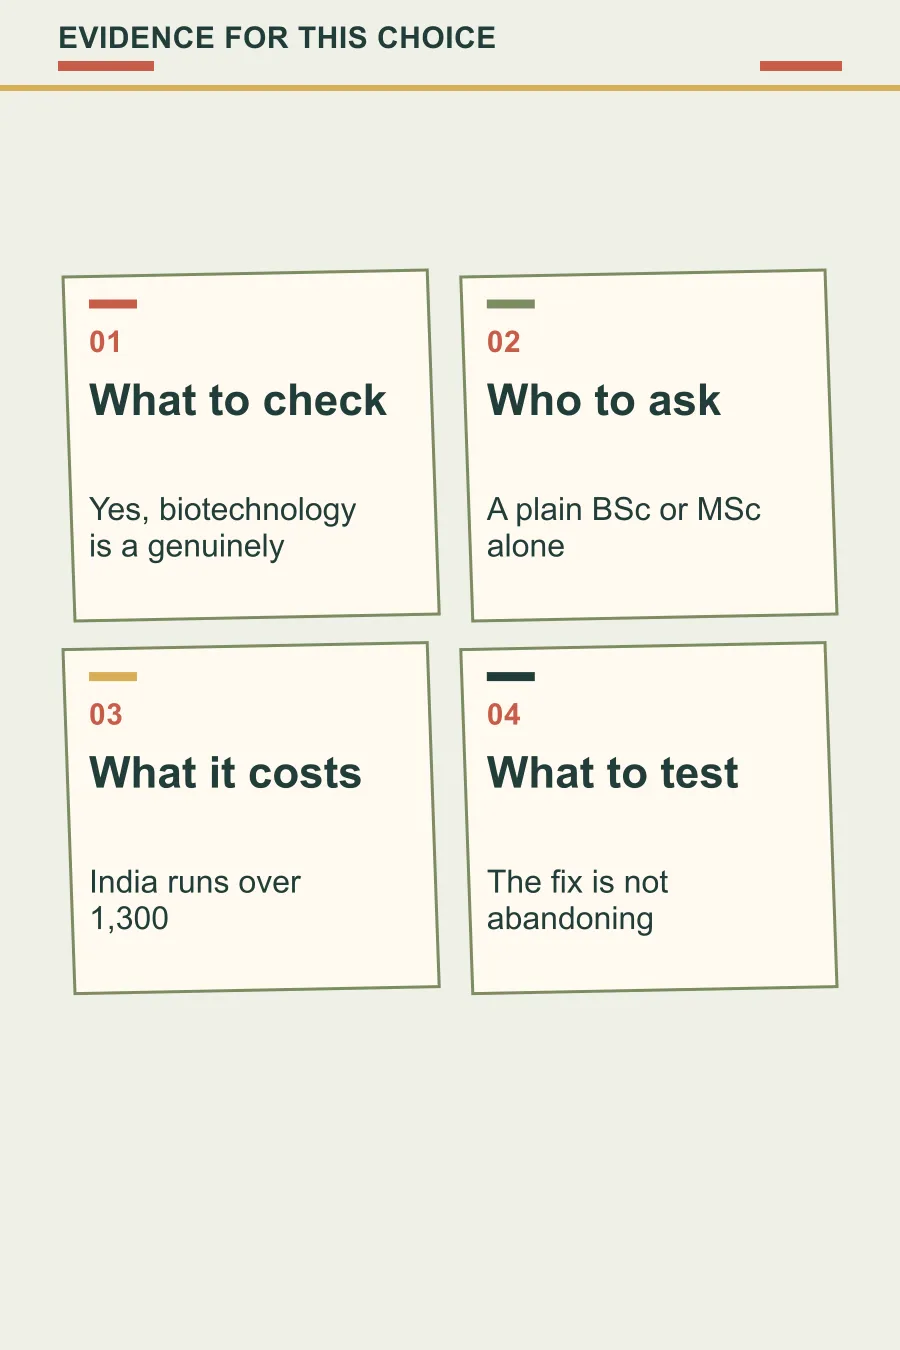 EVIDENCE FOR THIS CHOICE
01
What to check
Yes, biotechnology
is a genuinely
02
Who to ask
A plain BSc or MSc
alone
03
What it costs
India runs over
1,300
04
What to test
The fix is not
abandoning